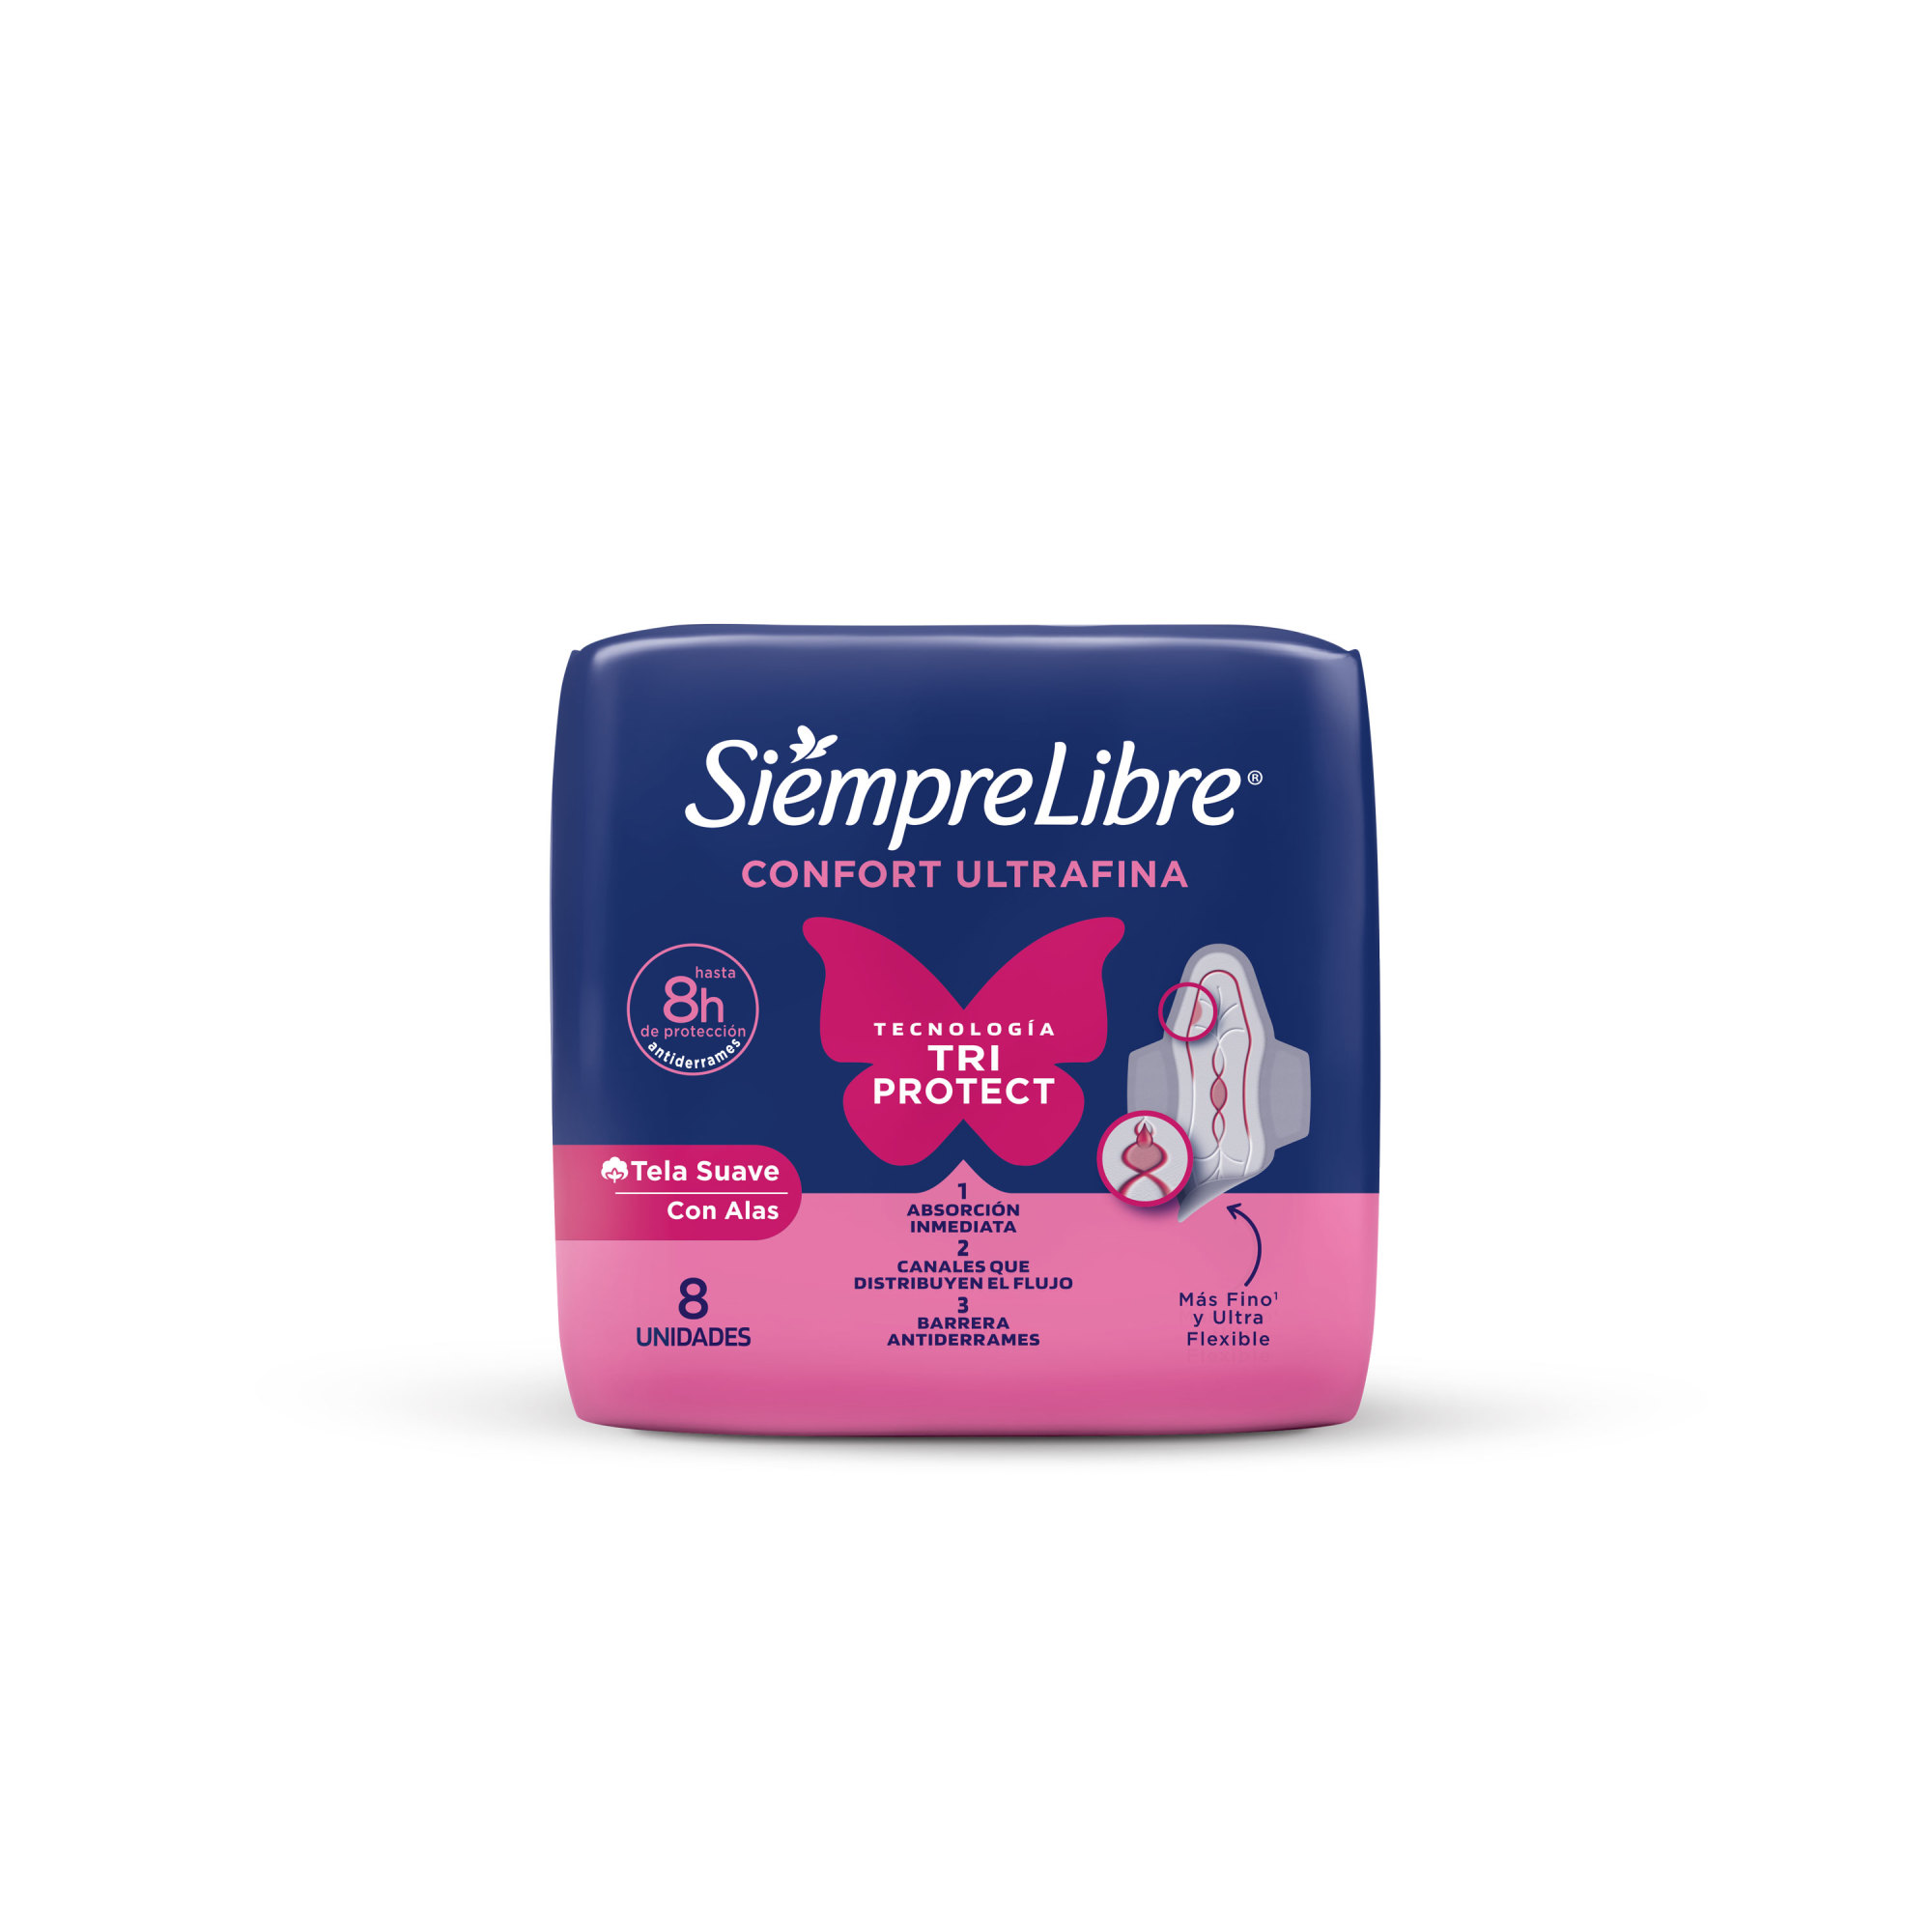 SiempreLibre®
CONFORT ULTRAFINA
hasta
8h
de protección
antiderrames
TECNOLOGÍA
TRI
PROTECT
Tela Suave
Con Alas
8
UNIDADES
1
ABSORCIÓN
INMEDIATA
2
CANALES QUE
DISTRIBUYEN EL FLUJO
3
BARRERA
ANTIDERRAMES
Más Fino¹
y Ultra
Flexible